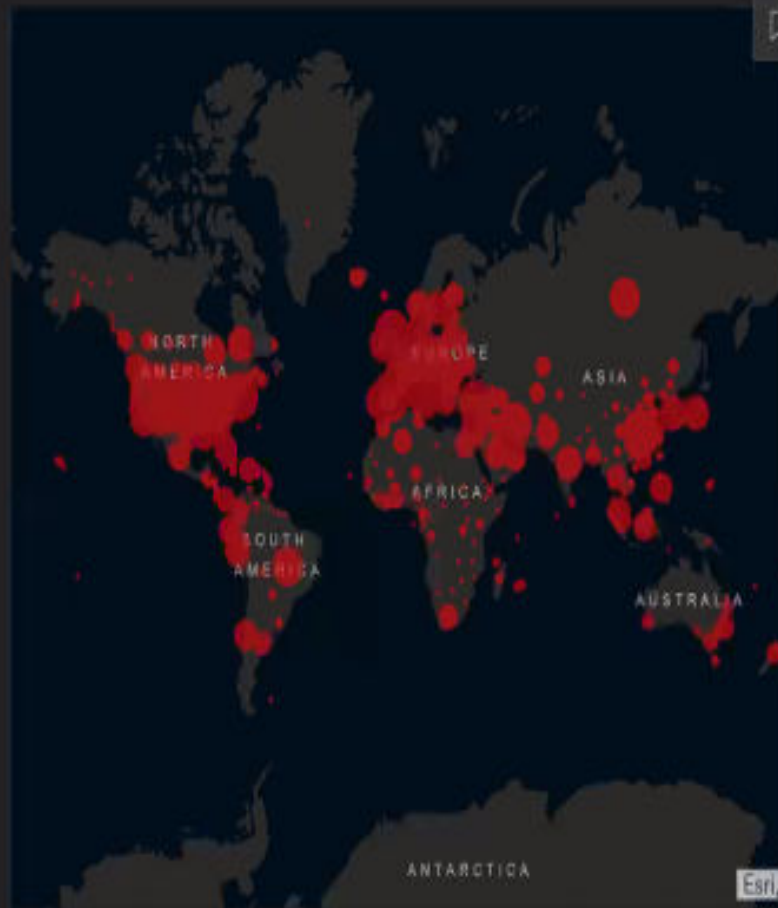 NORTH
AMERICA
EUROPE
ASIA
AFRICA
SOUTH
AMERICA
AUSTRALIA
ANTARCTICA
Esri,